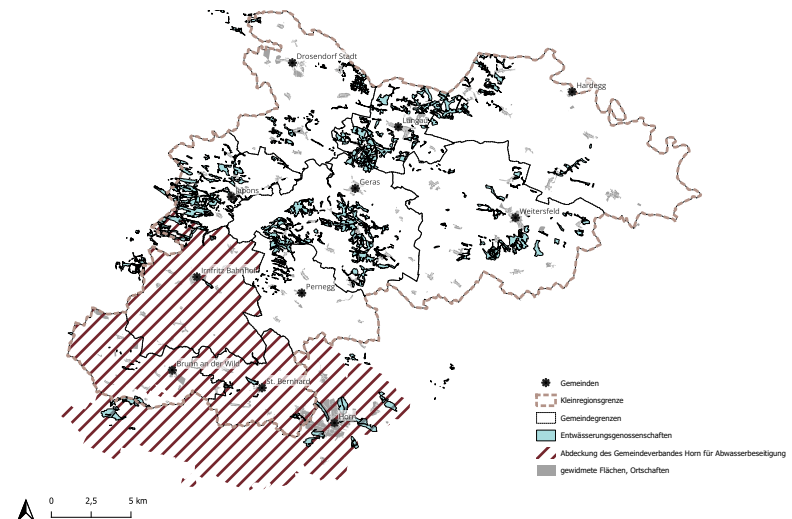 Drosendorf Stadt
Hardegg
Langau
Geras
Japons
Weitersfeld
Irnfritz Bahnhof
Pernegg
Brunn an der Wild
St. Bernhard
Horn
Gemeinden
Kleinregionsgrenze
Gemeindegrenzen
Entwässerungsgenossenschaften
Abdeckung des Gemeindeverbandes Horn für Abwasserbeseitigung
gewidmete Flächen, Ortschaften
0 2,5 5 km